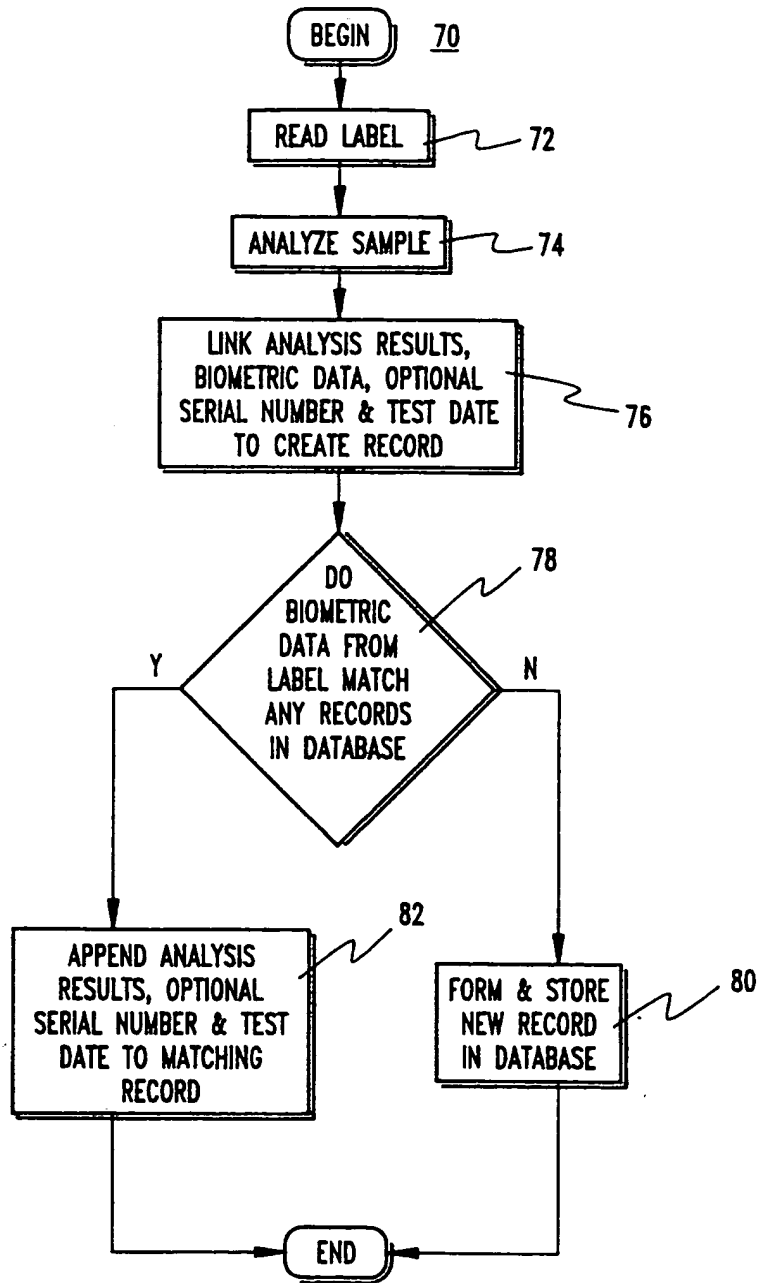 BEGIN
70
READ LABEL
72
ANALYZE SAMPLE
74
LINK ANALYSIS RESULTS,
BIOMETRIC DATA, OPTIONAL
SERIAL NUMBER & TEST DATE
TO CREATE RECORD
76
DO
BIOMETRIC
DATA FROM
LABEL MATCH
ANY RECORDS
IN DATABASE
78
Y
N
APPEND ANALYSIS
RESULTS, OPTIONAL
SERIAL NUMBER & TEST
DATE TO MATCHING
RECORD
82
FORM & STORE
NEW RECORD
IN DATABASE
80
END